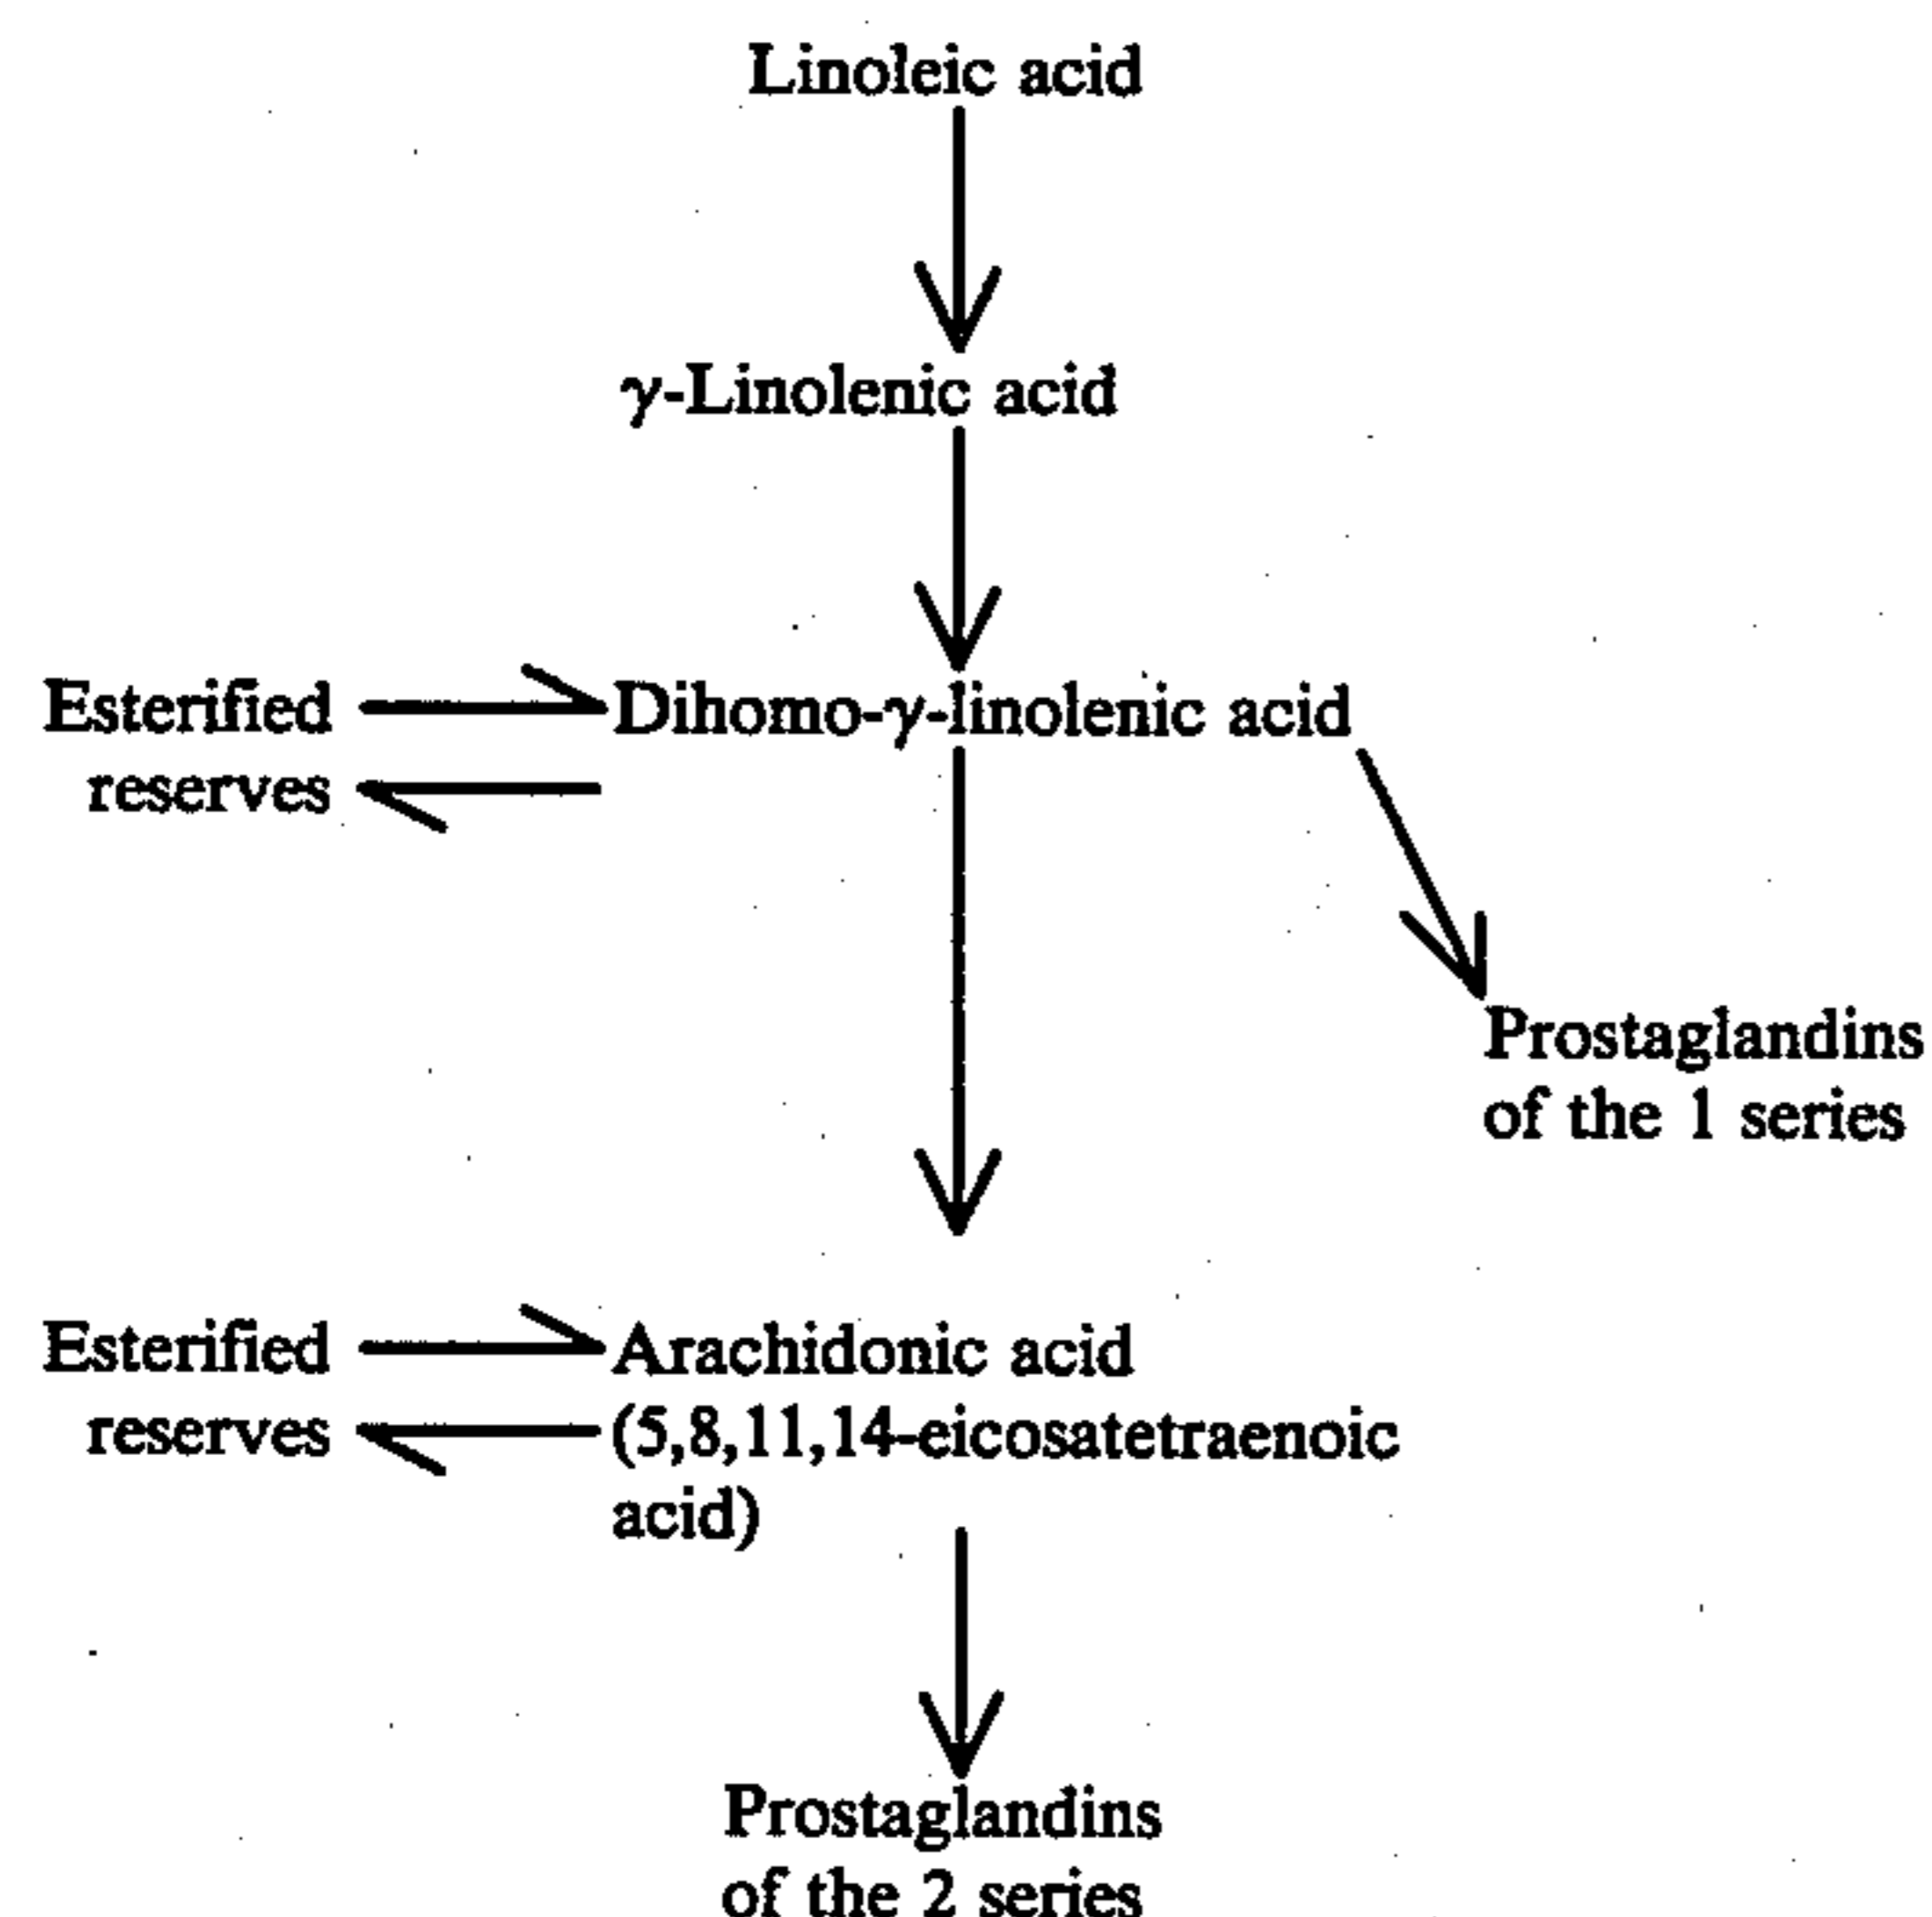 Linoleic acid
γ-Linolenic acid
Esterified
reserves
Dihomo-γ-linolenic acid
Prostaglandins
of the 1 series
Esterified
reserves
Arachidonic acid
(5,8,11,14-eicosatetraenoic
acid)
Prostaglandins
of the 2 series